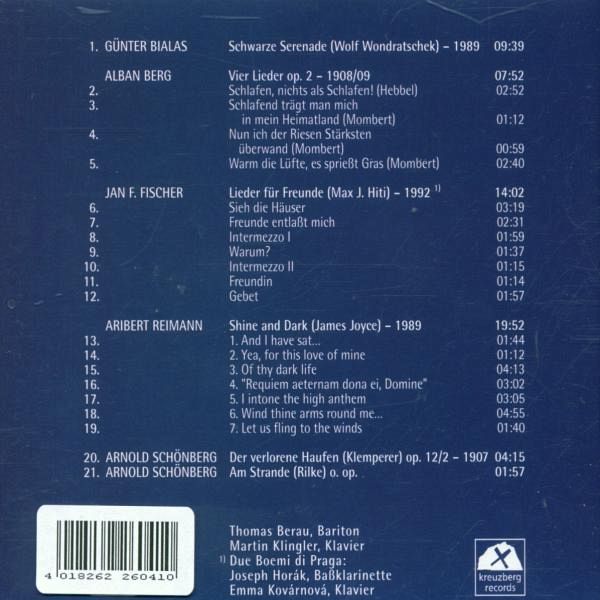 1. GÜNTER BIALAS Schwarze Serenade (Wolf Wondratschek) – 1989 09:39
ALBAN BERG Vier Lieder op. 2 – 1908/09 07:52
2. Schlafen, nichts als Schlafen! (Hebbel) 02:52
3. Schlafend trägt man mich
in mein Heimatland (Mombert) 01:12
4. Nun ich der Riesen Stärksten
überwand (Mombert) 00:59
5. Warm die Lüfte, es sprießt Gras (Mombert) 02:40
JAN F. FISCHER Lieder für Freunde (Max J. Hiti) – 1992 1) 14:02
6. Sieh die Häuser 03:19
7. Freunde entlaßt mich 02:31
8. Intermezzo I 01:59
9. Warum? 01:37
10. Intermezzo II 01:15
11. Freundin 01:14
12. Gebet 01:57
ARIBERT REIMANN Shine and Dark (James Joyce) – 1989 19:52
13. 1. And I have sat... 01:44
14. 2. Yea, for this love of mine 01:12
15. 3. Of thy dark life 04:13
16. 4. "Requiem aeternam dona ei, Domine" 03:02
17. 5. I intone the high anthem 03:05
18. 6. Wind thine arms round me... 04:55
19. 7. Let us fling to the winds 01:40
20. ARNOLD SCHÖNBERG Der verlorene Haufen (Klemperer) op. 12/2 – 1907 04:15
21. ARNOLD SCHÖNBERG Am Strande (Rilke) o. op. 01:57
Thomas Berau, Bariton
Martin Klingler, Klavier
1) Due Boemi di Praga:
Joseph Horák, Baßklarinette
Emma Kovárnová, Klavier
4 018262 260410
kreuzberg
records